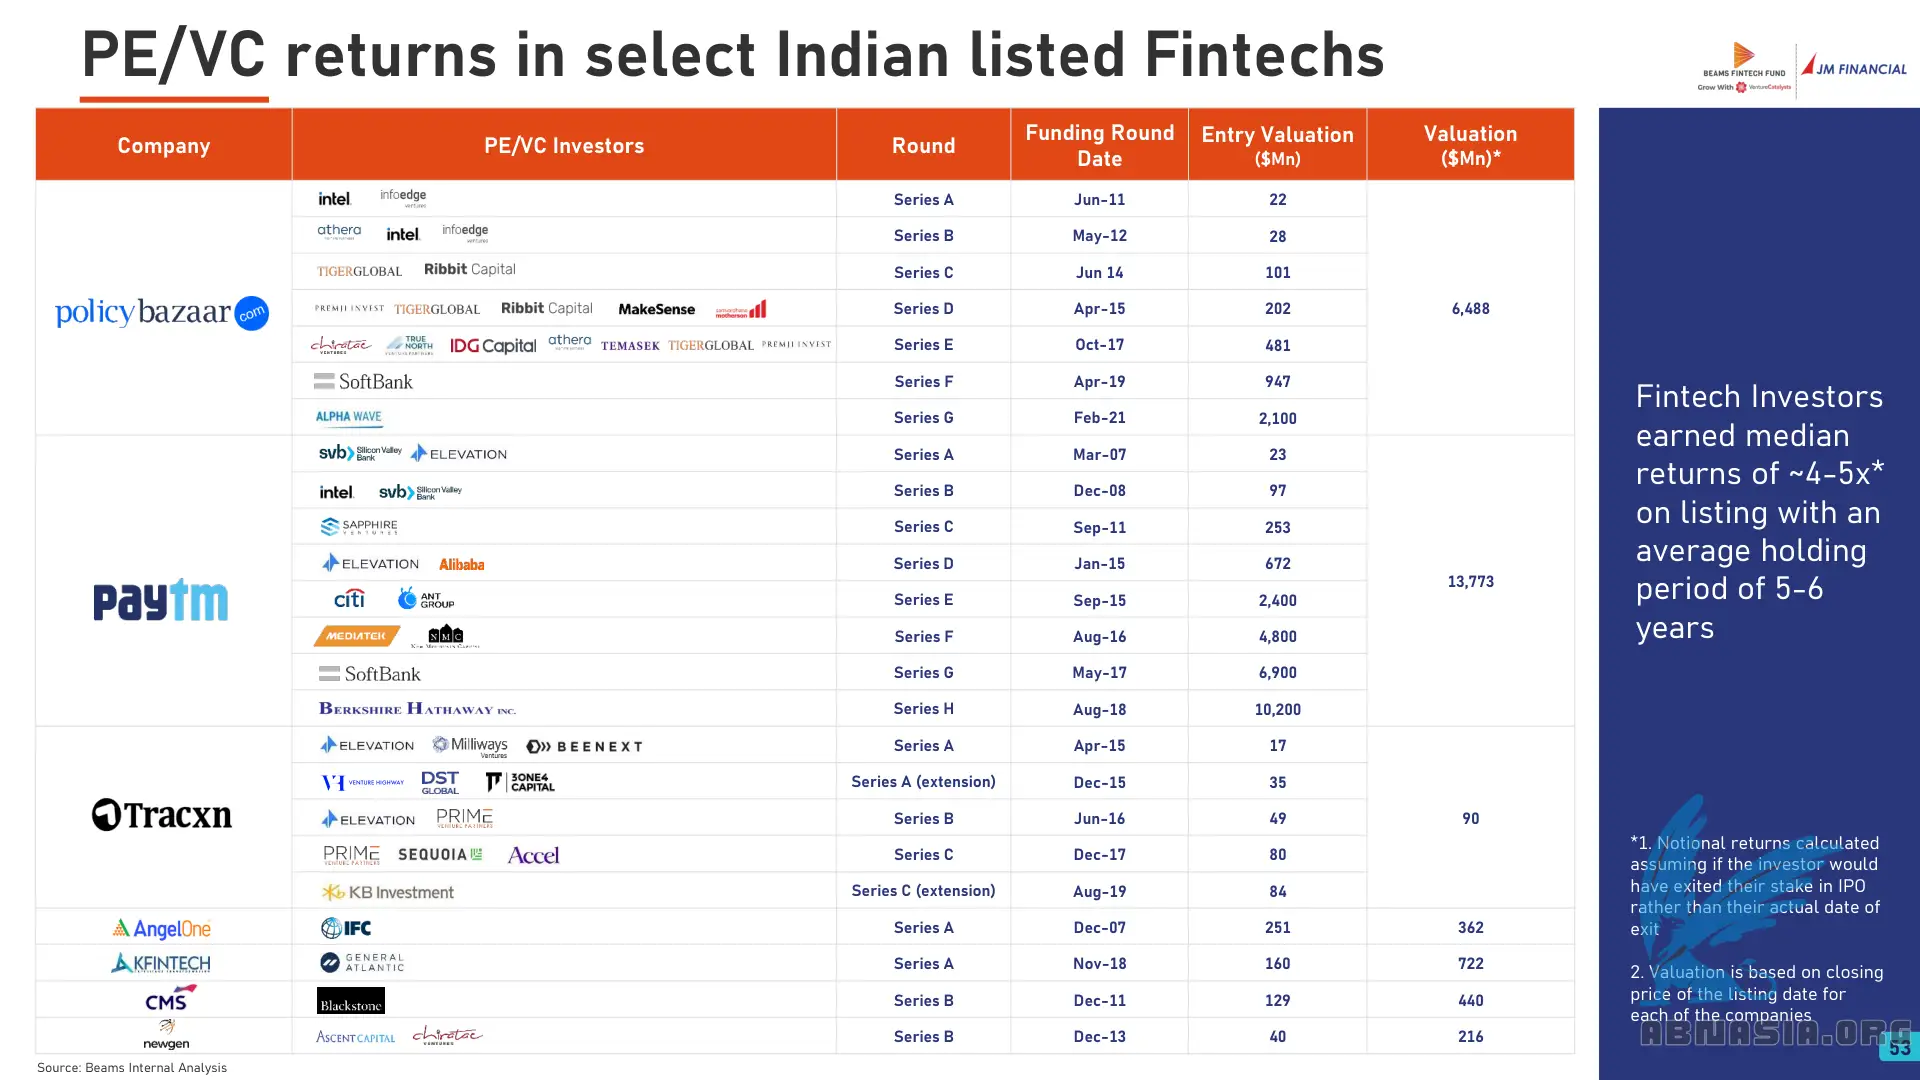 PE/VC returns in select Indian listed Fintechs
BEAMS FINTECH FUND
Grow With VentureCatalysts
JM FINANCIAL
Company PE/VC Investors Round Funding Round Date Entry Valuation ($Mn) Valuation ($Mn)*
policybazaar.com
intel infoedge ventures Series A Jun-11 22
athera intel infoedge ventures Series B May-12 28
TIGERGLOBAL Ribbit Capital Series C Jun 14 101
PREMJI INVEST TIGERGLOBAL Ribbit Capital MakeSense samvardhana motherson Series D Apr-15 202 6,488
chiratae VENTURES TRUE NORTH IDG Capital athera TEMASEK TIGERGLOBAL PREMJI INVEST Series E Oct-17 481
SoftBank Series F Apr-19 947
ALPHA WAVE Series G Feb-21 2,100
paytm
svb Silicon Valley Bank ELEVATION Series A Mar-07 23
intel svb Silicon Valley Bank Series B Dec-08 97
SAPPHIRE VENTURES Series C Sep-11 253
ELEVATION Alibaba Series D Jan-15 672
13,773
citi ANT GROUP Series E Sep-15 2,400
MEDIATEK NMC Series F Aug-16 4,800
SoftBank Series G May-17 6,900
BERKSHIRE HATHAWAY INC. Series H Aug-18 10,200
Tracxn
ELEVATION Milliways Ventures BEENEXT Series A Apr-15 17
VH VENTURE HIGHWAY DST GLOBAL 3ONE4 CAPITAL Series A (extension) Dec-15 35
ELEVATION PRIME VENTURE PARTNERS Series B Jun-16 49 90
PRIME VENTURE PARTNERS SEQUOIA Accel Series C Dec-17 80
KB Investment Series C (extension) Aug-19 84
AngelOne IFC Series A Dec-07 251 362
KFINTECH GENERAL ATLANTIC Series A Nov-18 160 722
CMS Blackstone Series B Dec-11 129 440
newgen ASCENT CAPITAL chiratae VENTURES Series B Dec-13 40 216
Source: Beams Internal Analysis
Fintech Investors
earned median
returns of ~4-5x*
on listing with an
average holding
period of 5-6
years
*1. Notional returns calculated
assuming if the investor would
have exited their stake in IPO
rather than their actual date of
exit
2. Valuation is based on closing
price of the listing date for
each of the companies
ABNASIA.ORG
53